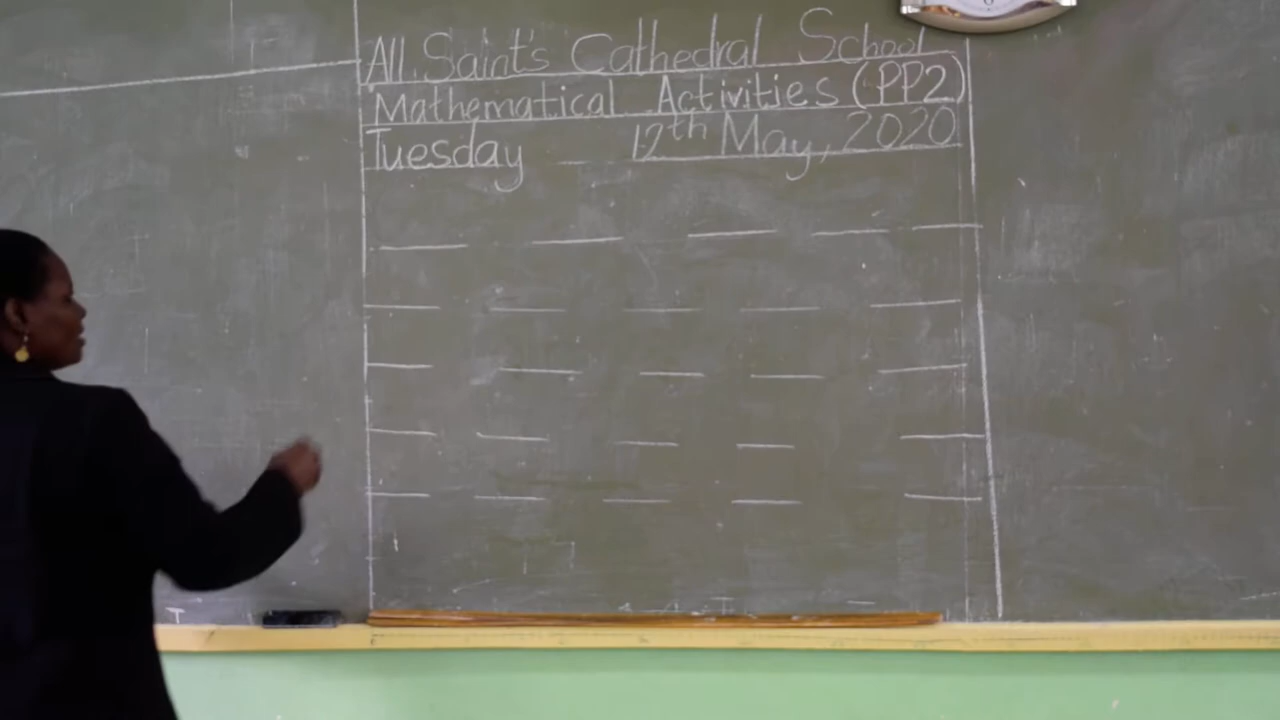 All Saint's Cathedral School
Mathematical Activities (PP2)
Tuesday 12th May, 2020